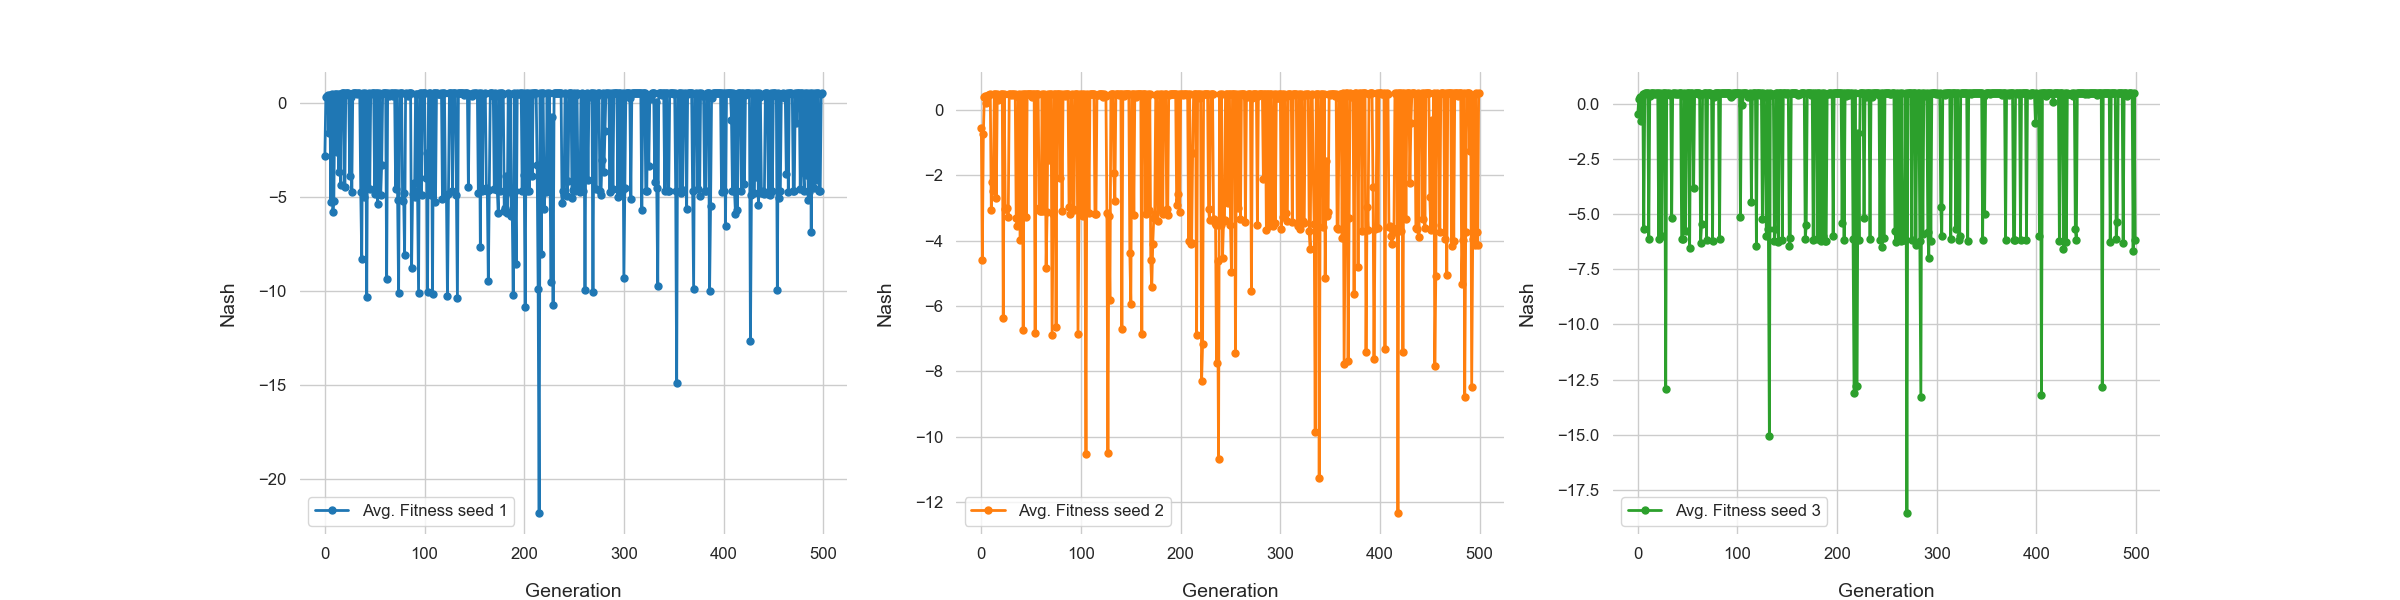 0
−5
−10
−15
−20
Nash
Avg. Fitness seed 1
0 100 200 300 400 500
Generation
0
−2
−4
−6
−8
−10
−12
Nash
Avg. Fitness seed 2
0 100 200 300 400 500
Generation
0.0
−2.5
−5.0
−7.5
−10.0
−12.5
−15.0
−17.5
Nash
Avg. Fitness seed 3
0 100 200 300 400 500
Generation